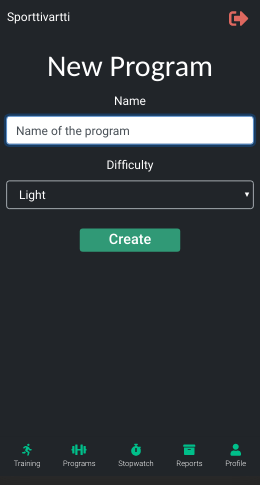 Sporttivartti
New Program
Name
Name of the program
Difficulty
Light
Create
Training Programs Stopwatch Reports Profile